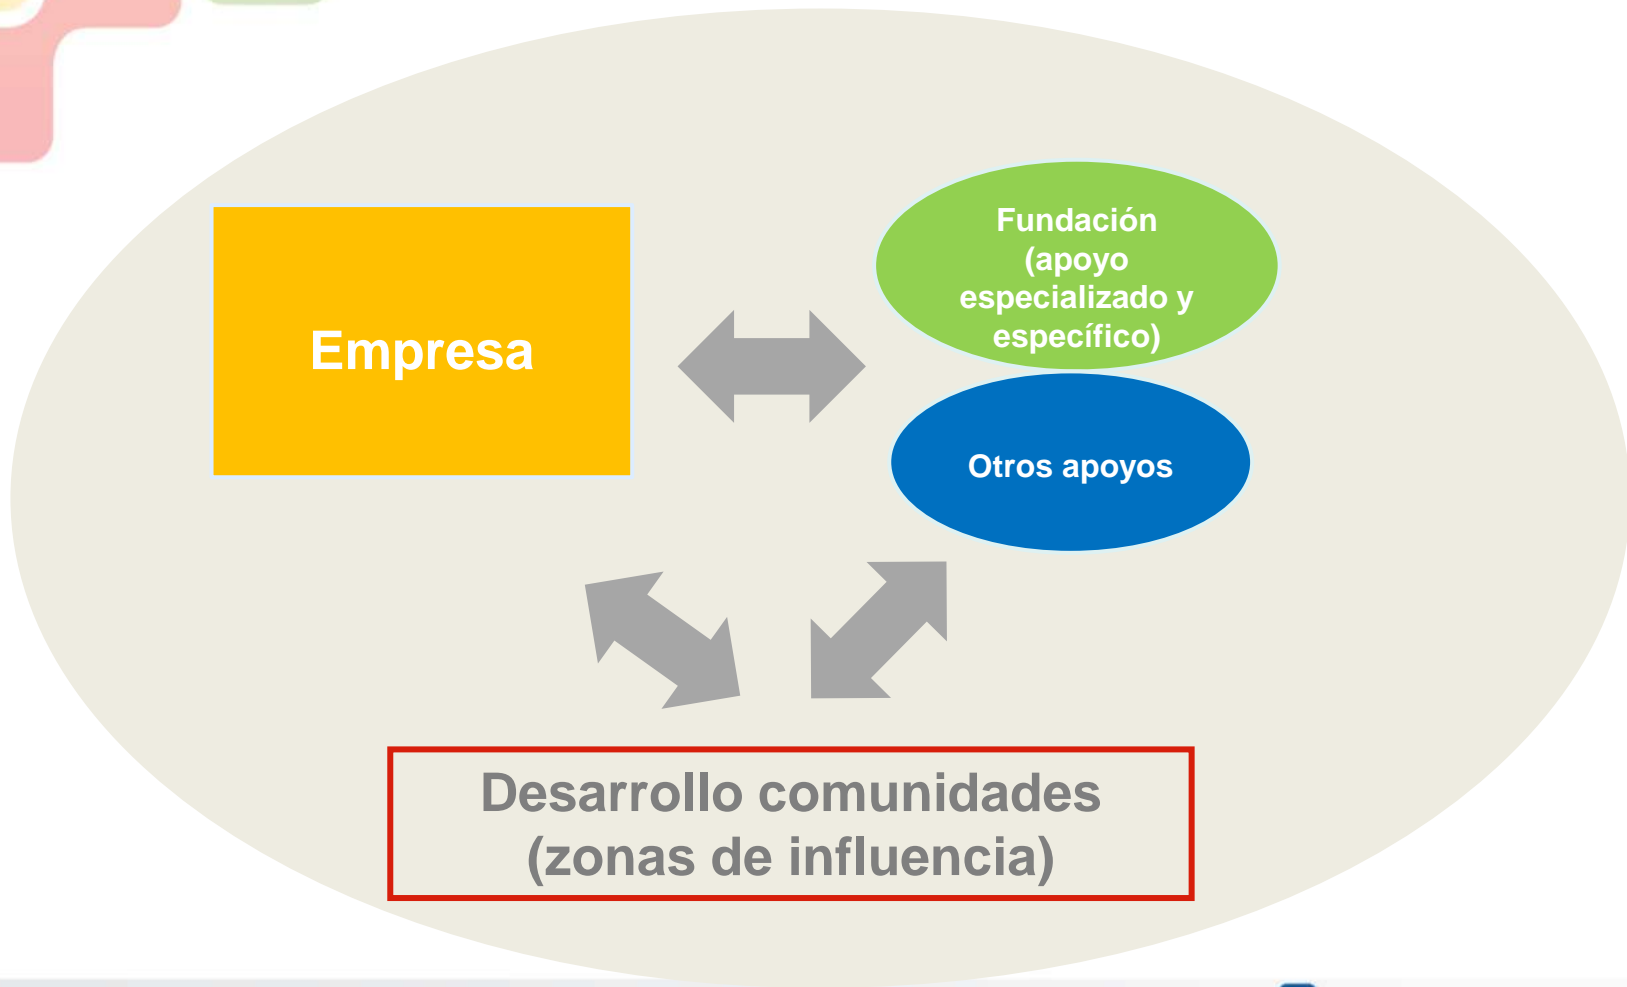 Fundación
(apoyo
especializado y
específico)
Empresa
Otros apoyos
Desarrollo comunidades
(zonas de influencia)